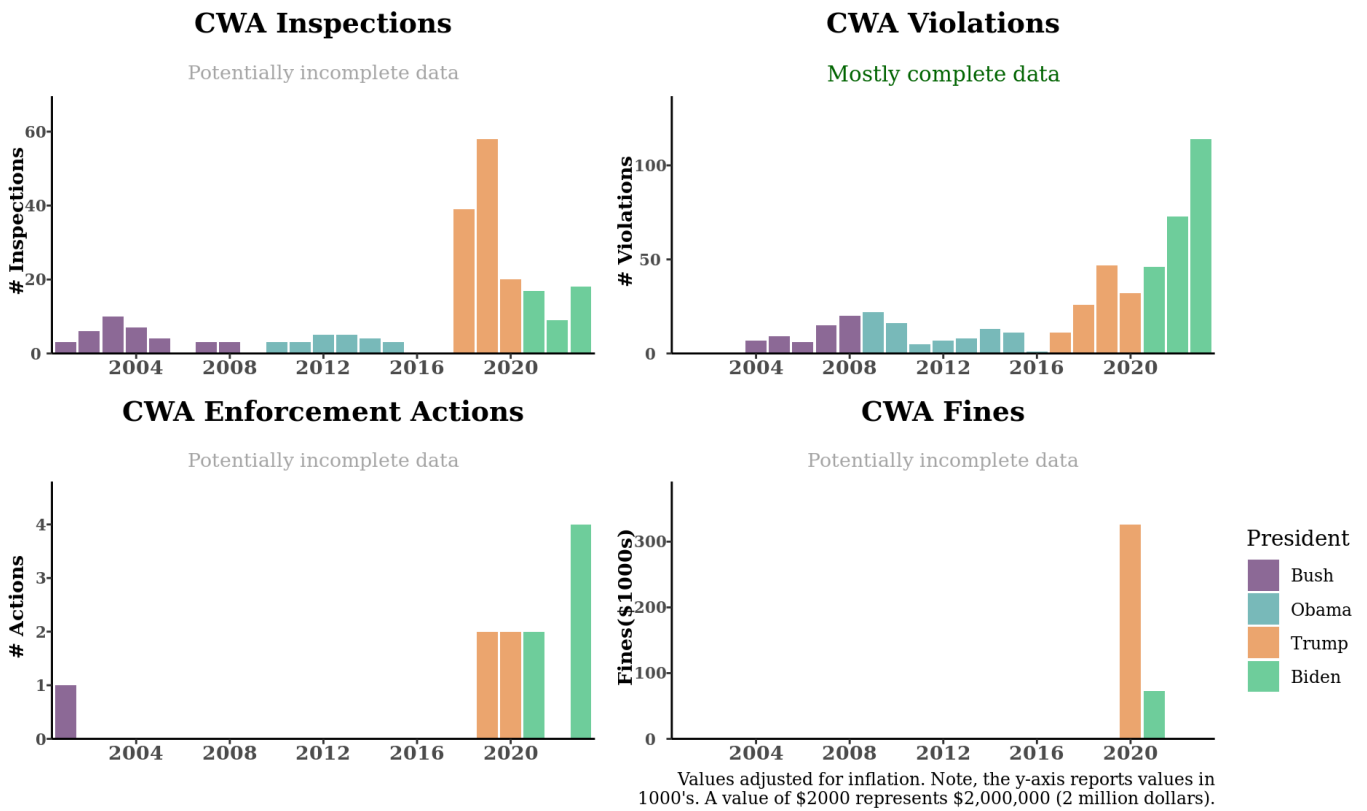 CWA Inspections
Potentially incomplete data
# Inspections
60
40
20
0
2004 2008 2012 2016 2020
CWA Violations
Mostly complete data
# Violations
100
50
0
2004 2008 2012 2016 2020
CWA Enforcement Actions
Potentially incomplete data
# Actions
4
3
2
1
0
2004 2008 2012 2016 2020
CWA Fines
Potentially incomplete data
Fines($1000s)
300
200
100
0
2004 2008 2012 2016 2020
President
Bush
Obama
Trump
Biden
Values adjusted for inflation. Note, the y-axis reports values in
1000's. A value of $2000 represents $2,000,000 (2 million dollars).